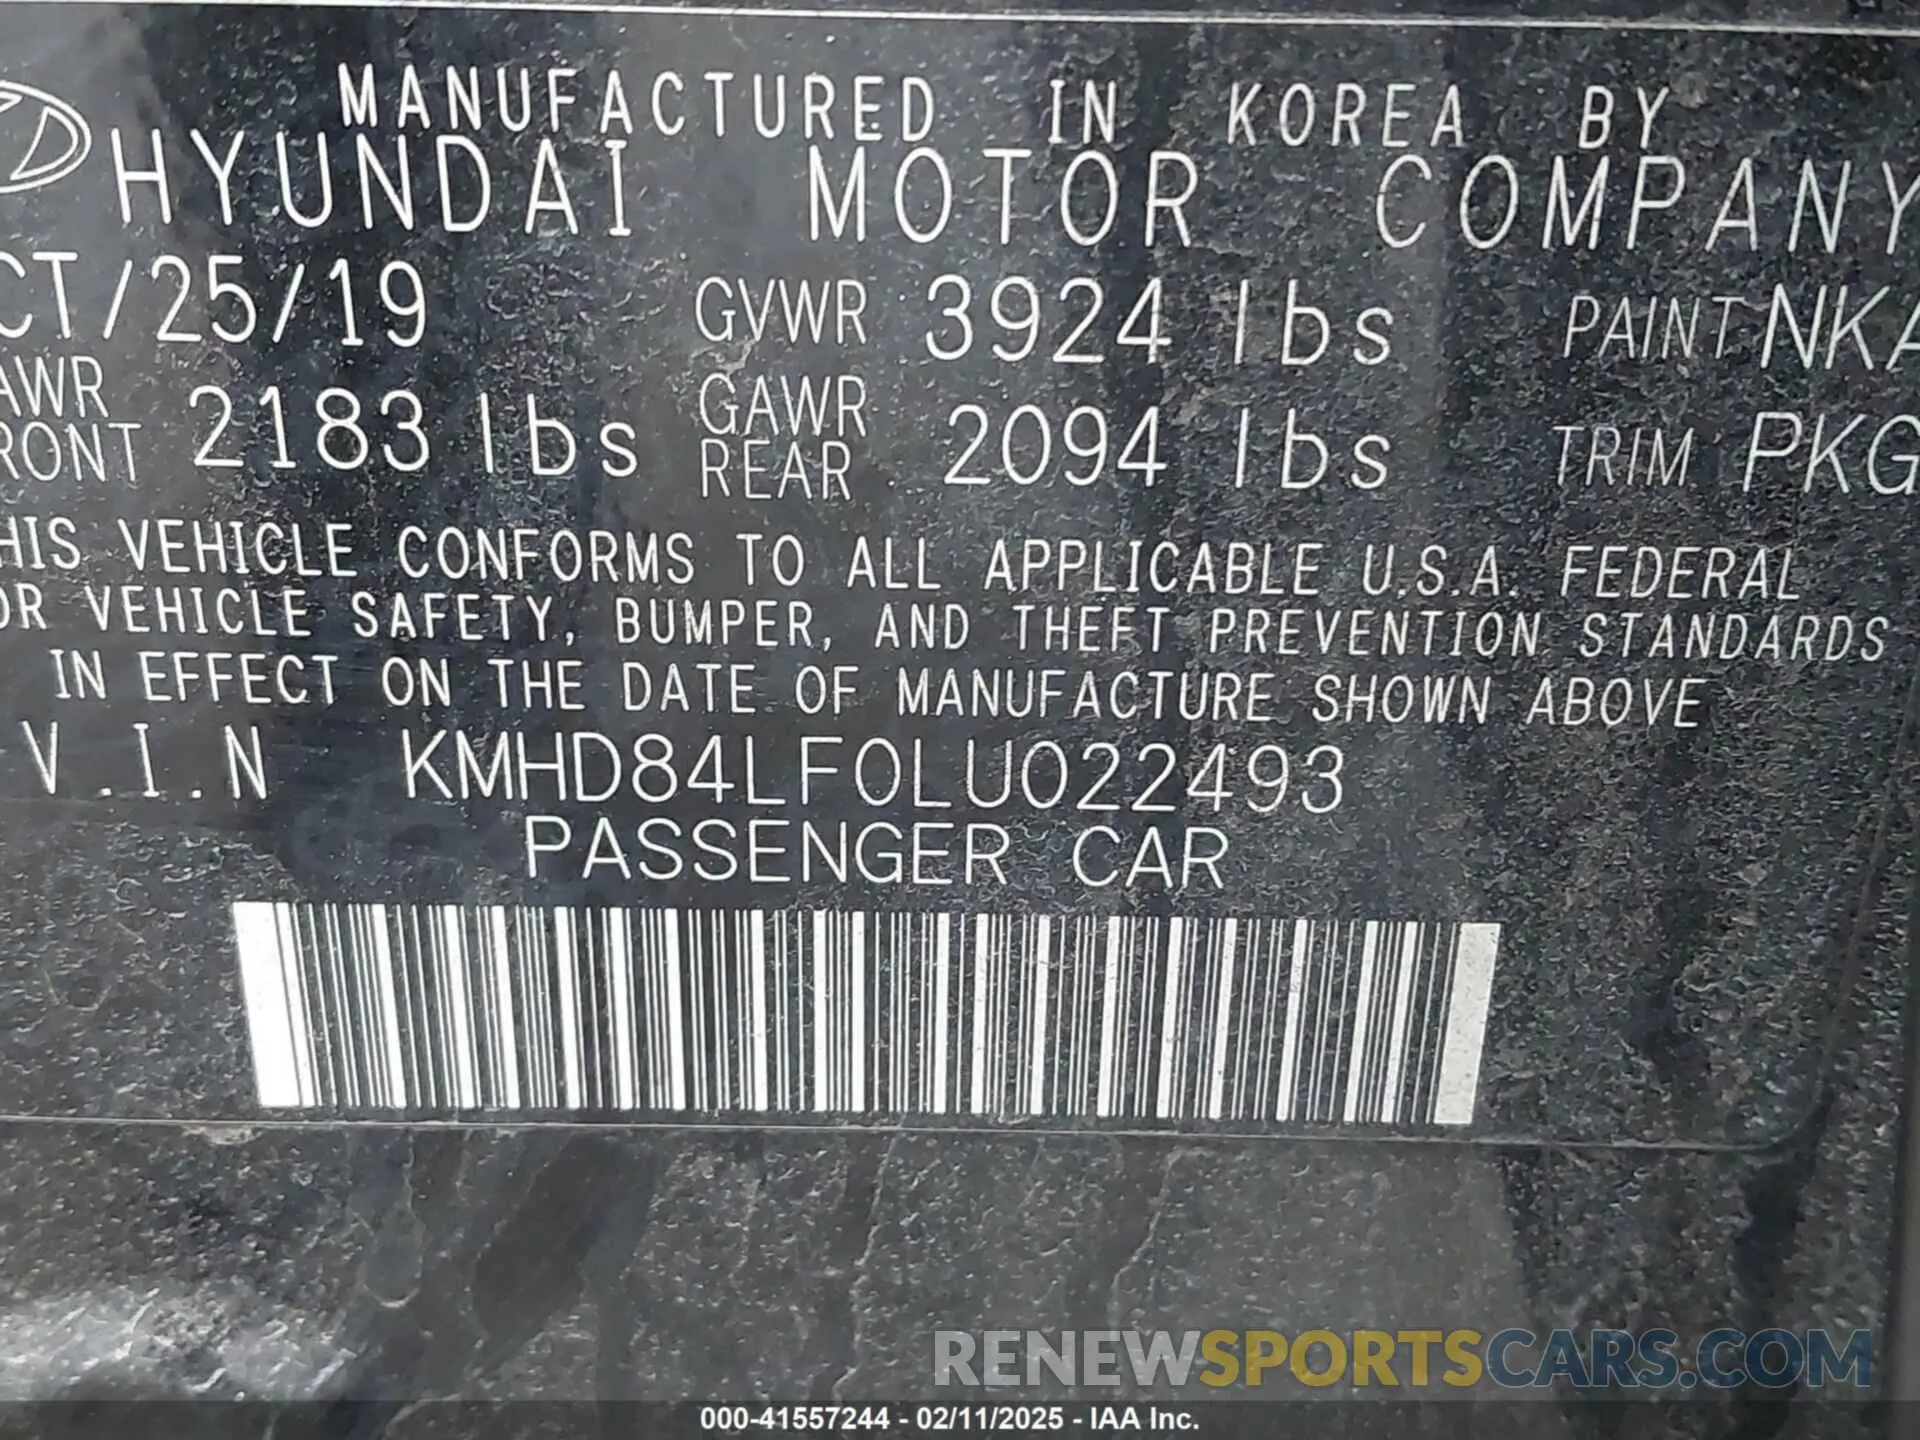 MANUFACTURED IN KOREA BY
HYUNDAI MOTOR COMPANY
CT/25/19 GVWR 3924 lbs PAINT NKA
AWR FRONT 2183 lbs GAWR REAR 2094 lbs TRIM PKG
HIS VEHICLE CONFORMS TO ALL APPLICABLE U.S.A. FEDERAL
OR VEHICLE SAFETY, BUMPER, AND THEFT PREVENTION STANDARDS
IN EFFECT ON THE DATE OF MANUFACTURE SHOWN ABOVE
V.I.N KMHD84LF0LU022493
PASSENGER CAR
RENEWSPORTSCARS.COM
000-41557244 - 02/11/2025 - IAA Inc.